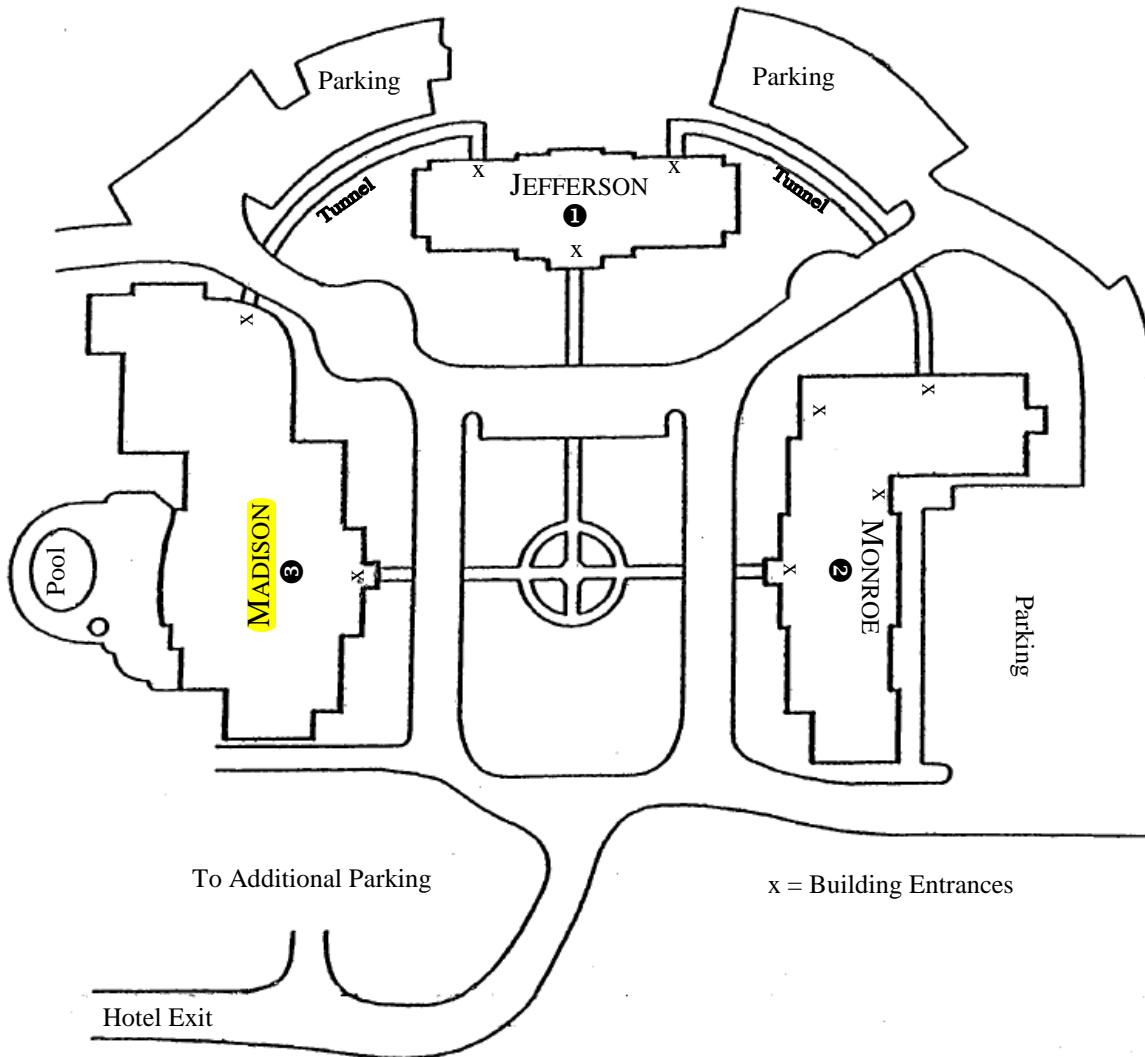 Parking
Parking
Tunnel
Tunnel
x
x
JEFFERSON
❶
x
x
x
x
x
MADISON
❸
x
Pool
x
❷
MONROE
Parking
To Additional Parking
x = Building Entrances
Hotel Exit